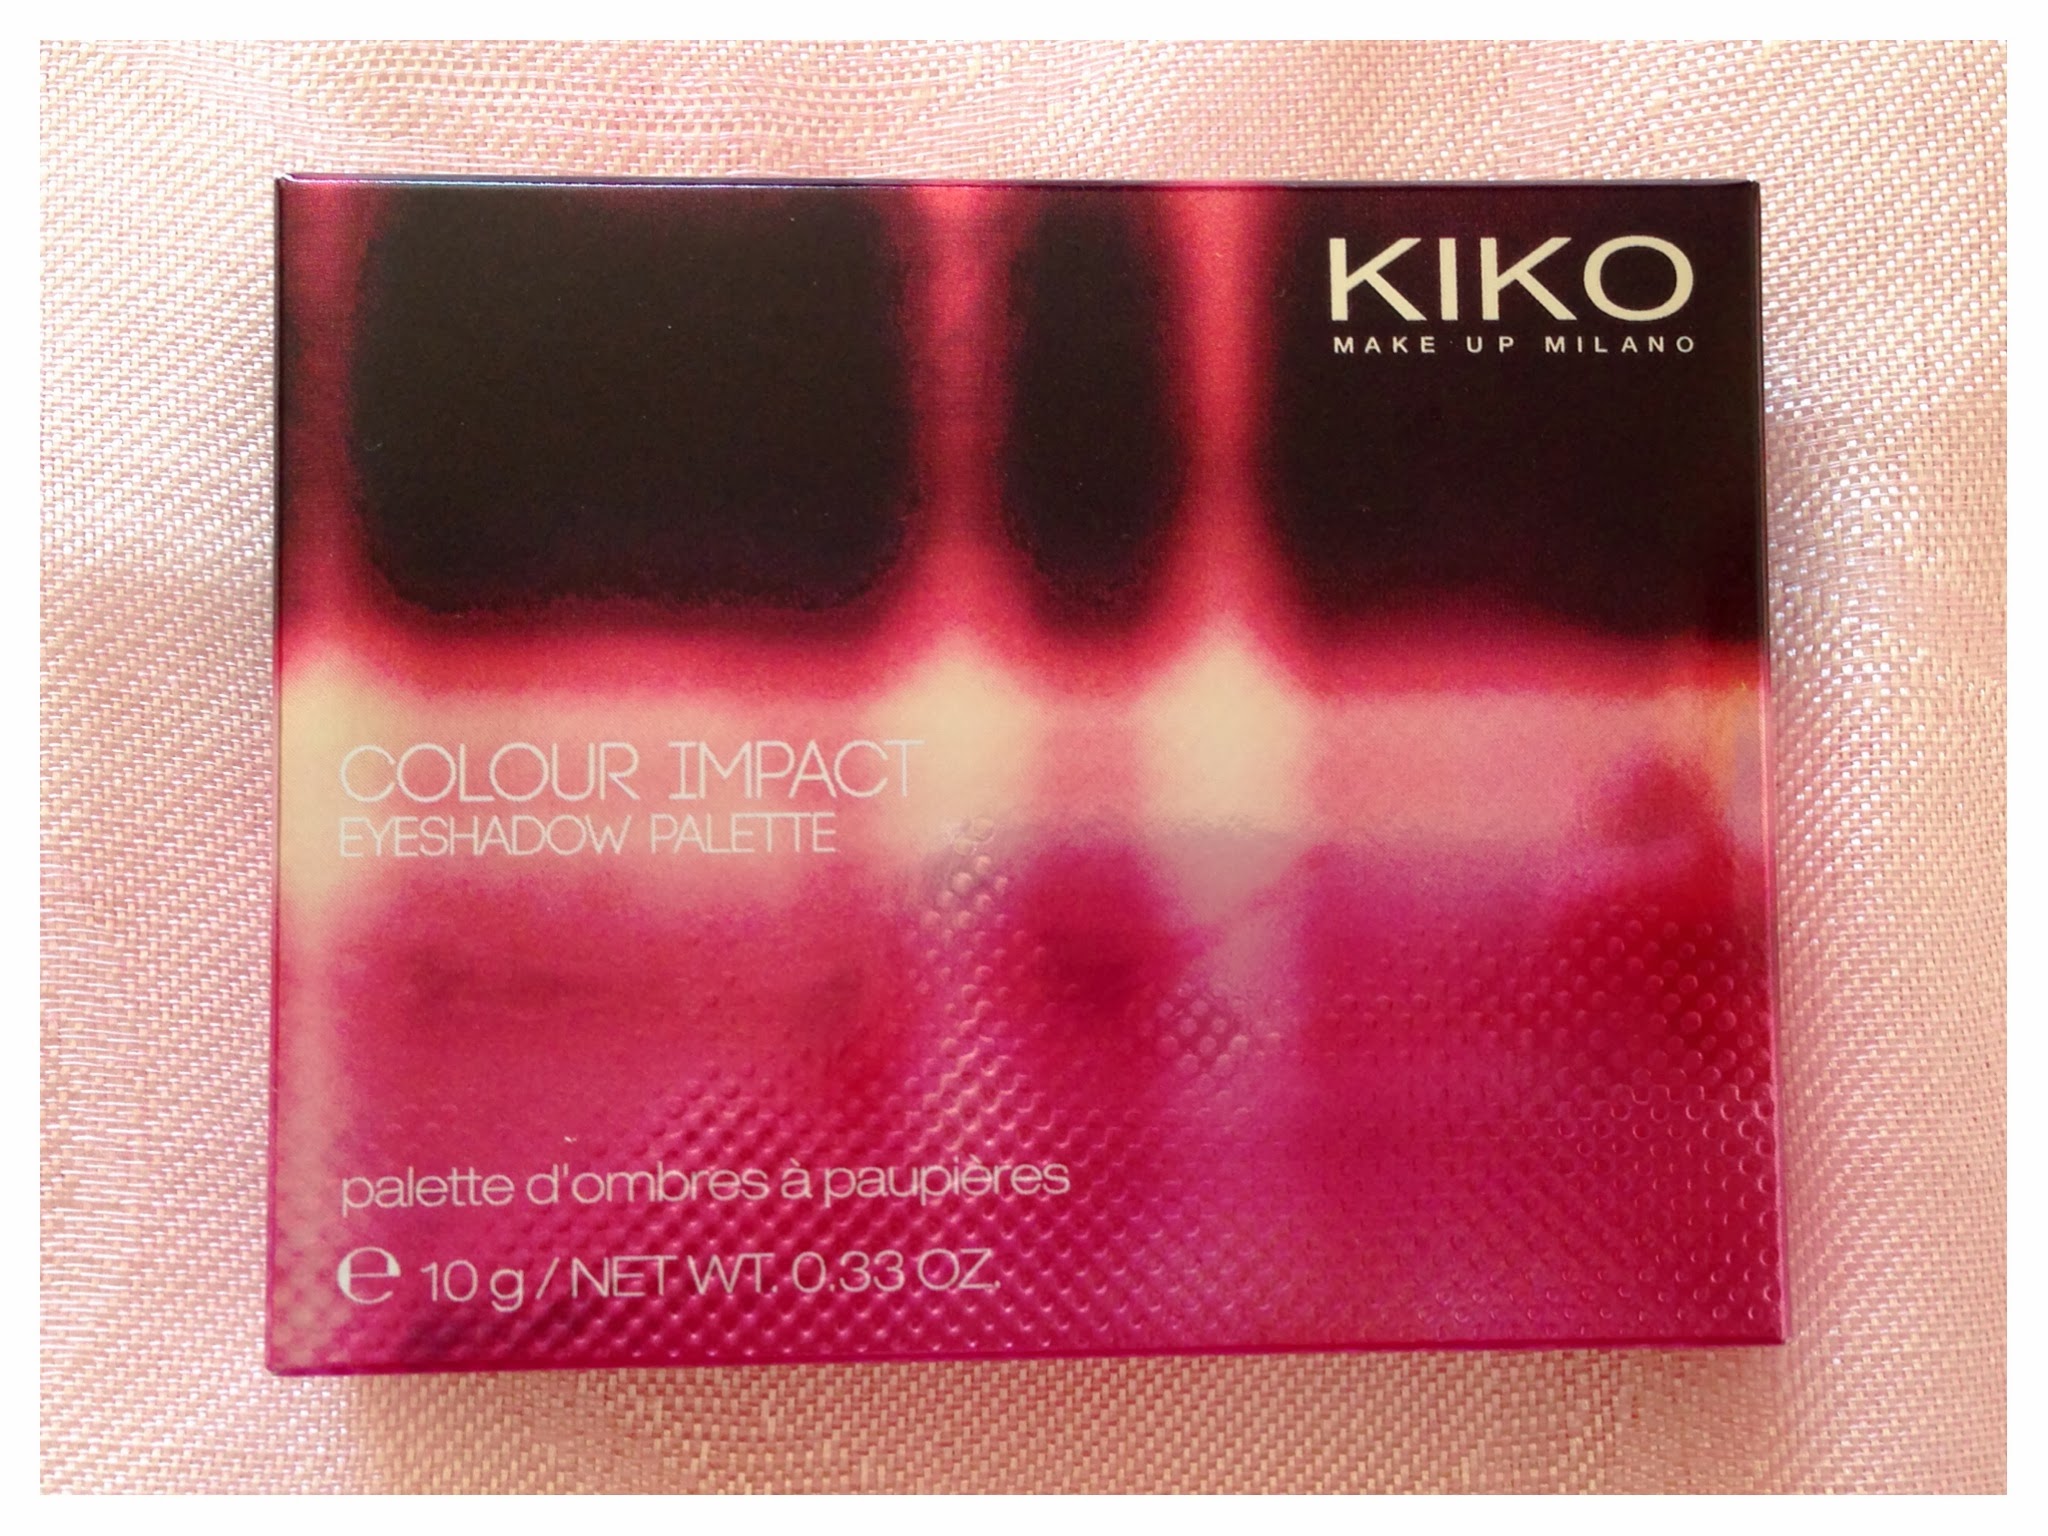 KIKO
MAKE UP MILANO
COLOUR IMPACT
EYESHADOW PALETTE
palette d'ombres à paupières
℮ 10 g / NET WT. 0.33 OZ.